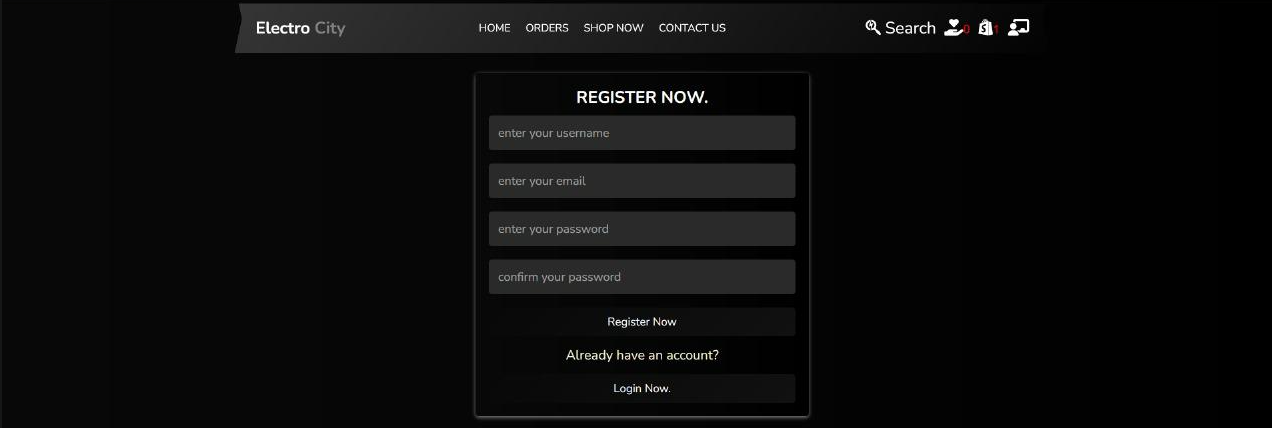 Electro City HOME ORDERS SHOP NOW CONTACT US Search 0 1
REGISTER NOW.
enter your username
enter your email
enter your password
confirm your password
Register Now
Already have an account?
Login Now.